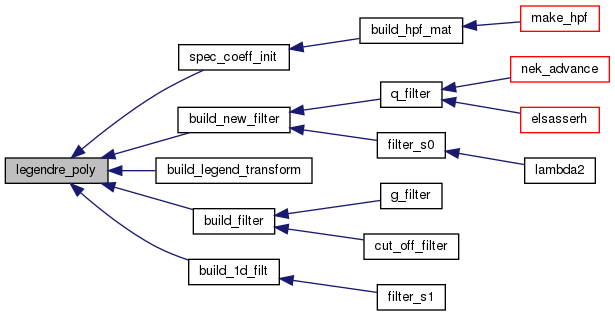 legendre_poly
spec_coeff_init
build_hpf_mat
make_hpf
build_new_filter
q_filter
nek_advance
elsasserh
filter_s0
lambda2
build_legend_transform
build_filter
g_filter
cut_off_filter
build_1d_filt
filter_s1